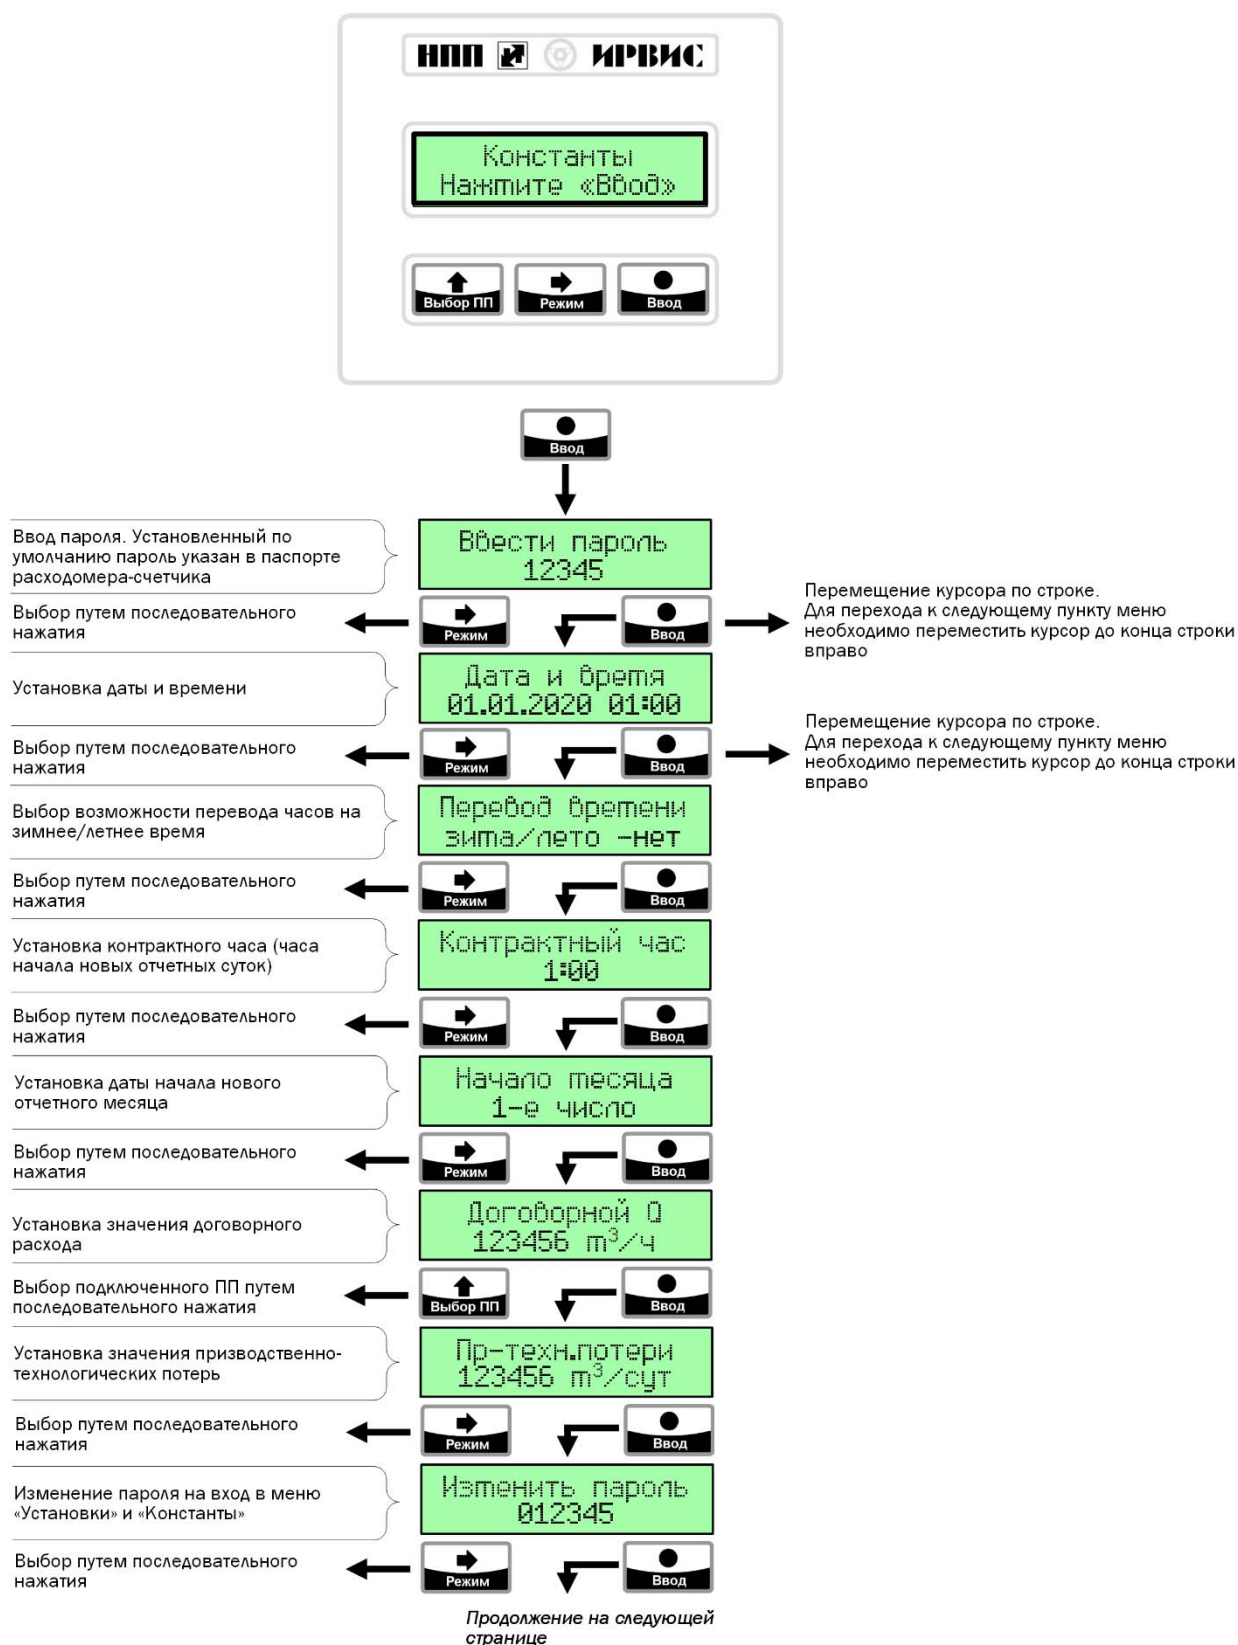 НПП ИРВИС
Константы
Нажмите «Ввод»
Выбор ПП
Режим
Ввод
Ввод
Ввод пароля. Установленный по
умолчанию пароль указан в паспорте
расходомера-счетчика
Ввести пароль
12345
Выбор путем последовательного
нажатия
Режим
Ввод
Перемещение курсора по строке.
Для перехода к следующему пункту меню
необходимо переместить курсор до конца строки
вправо
Установка даты и времени
Дата и время
01.01.2020 01:00
Выбор путем последовательного
нажатия
Режим
Ввод
Перемещение курсора по строке.
Для перехода к следующему пункту меню
необходимо переместить курсор до конца строки
вправо
Выбор возможности перевода часов на
зимнее/летнее время
Перевод времени
зима/лето -нет
Выбор путем последовательного
нажатия
Режим
Ввод
Установка контрактного часа (часа
начала новых отчетных суток)
Контрактный час
1:00
Выбор путем последовательного
нажатия
Режим
Ввод
Установка даты начала нового
отчетного месяца
Начало месяца
1-е число
Выбор путем последовательного
нажатия
Режим
Ввод
Установка значения договорного
расхода
Договорной Q
123456 m³/ч
Выбор подключенного ПП путем
последовательного нажатия
Выбор ПП
Ввод
Установка значения призводственно-
технологических потерь
Пр-техн.потери
123456 m³/сут
Выбор путем последовательного
нажатия
Режим
Ввод
Изменение пароля на вход в меню
«Установки» и «Константы»
Изменить пароль
012345
Выбор путем последовательного
нажатия
Режим
Ввод
Продолжение на следующей
странице